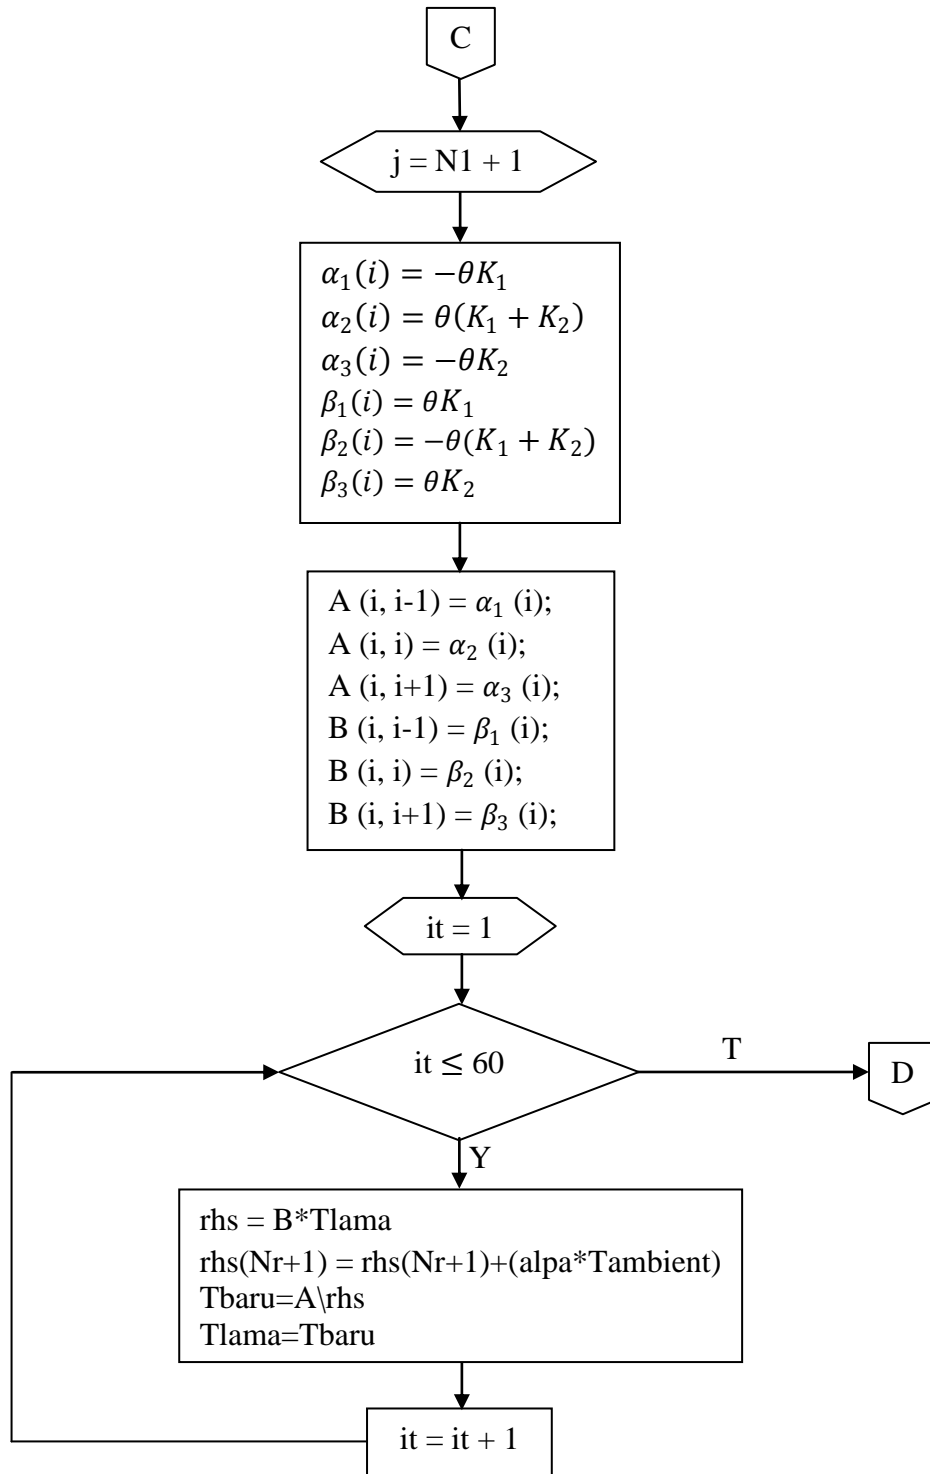 C
j = N1 + 1
α₁(i) = −θK₁
α₂(i) = θ(K₁ + K₂)
α₃(i) = −θK₂
β₁(i) = θK₁
β₂(i) = −θ(K₁ + K₂)
β₃(i) = θK₂
A (i, i-1) = α₁ (i);
A (i, i) = α₂ (i);
A (i, i+1) = α₃ (i);
B (i, i-1) = β₁ (i);
B (i, i) = β₂ (i);
B (i, i+1) = β₃ (i);
it = 1
it ≤ 60
T
D
Y
rhs = B*Tlama
rhs(Nr+1) = rhs(Nr+1)+(alpa*Tambient)
Tbaru=A\rhs
Tlama=Tbaru
it = it + 1